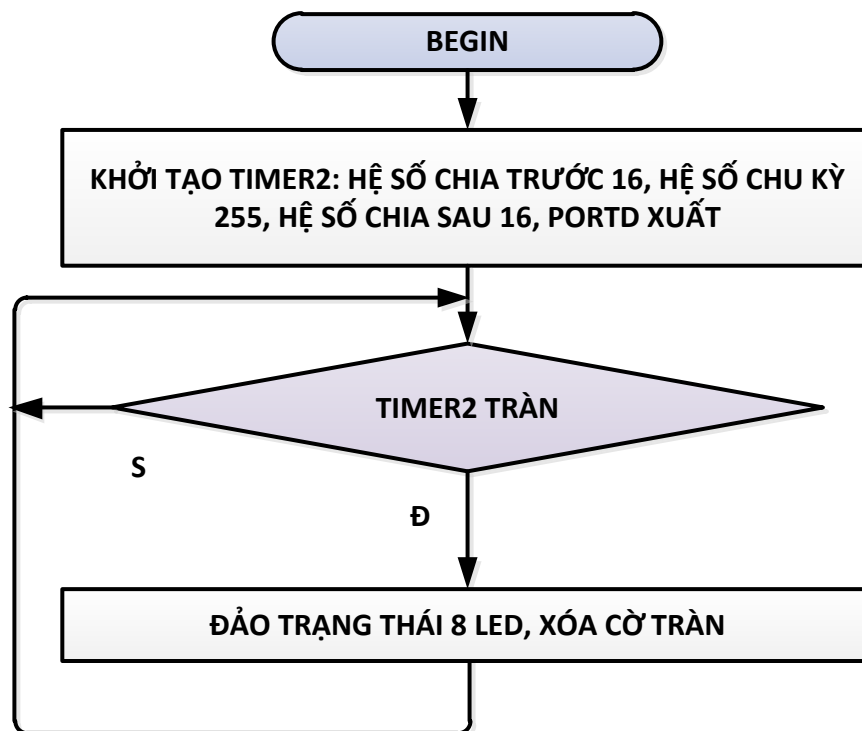 BEGIN
KHỞI TẠO TIMER2: HỆ SỐ CHIA TRƯỚC 16, HỆ SỐ CHU KỲ
255, HỆ SỐ CHIA SAU 16, PORTD XUẤT
TIMER2 TRÀN
S
Đ
ĐẢO TRẠNG THÁI 8 LED, XÓA CỜ TRÀN